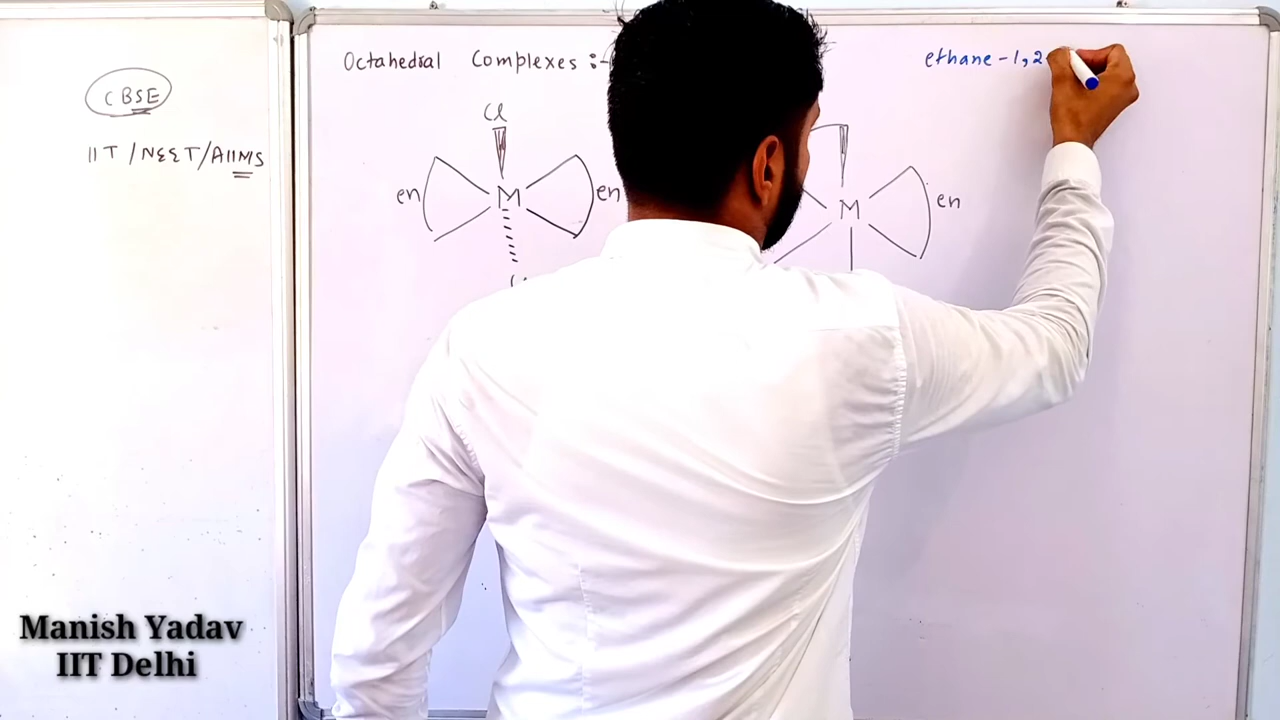 CBSE
IIT / NEET / AIIMS
Octahedral Complexes :-
ethane-1,2
Cl
en
M
en
M
en
Manish Yadav
IIT Delhi